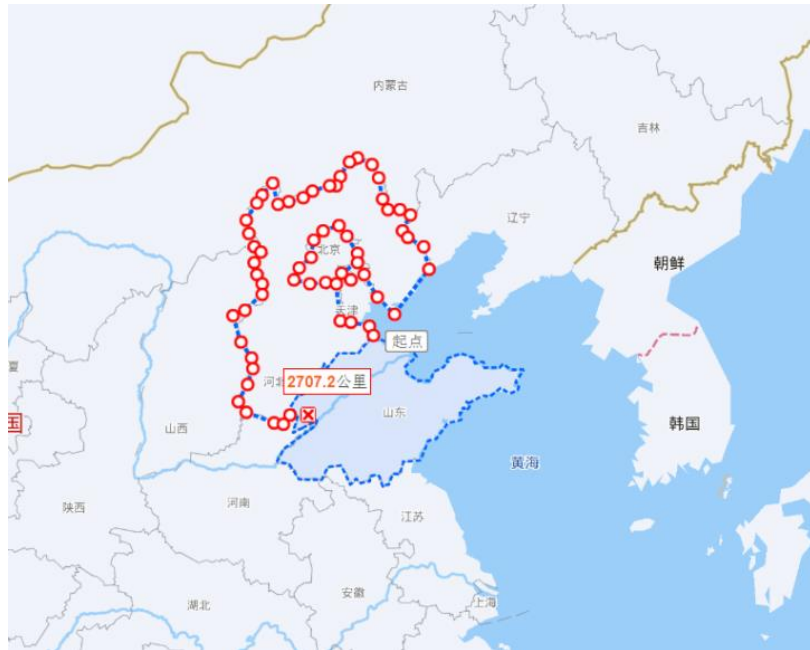 内蒙古
吉林
辽宁
北京
朝鲜
天津
起点
河北
2707.2公里
山东
山西
韩国
国
夏
黄海
陕西
河南
江苏
安徽
湖北
上海